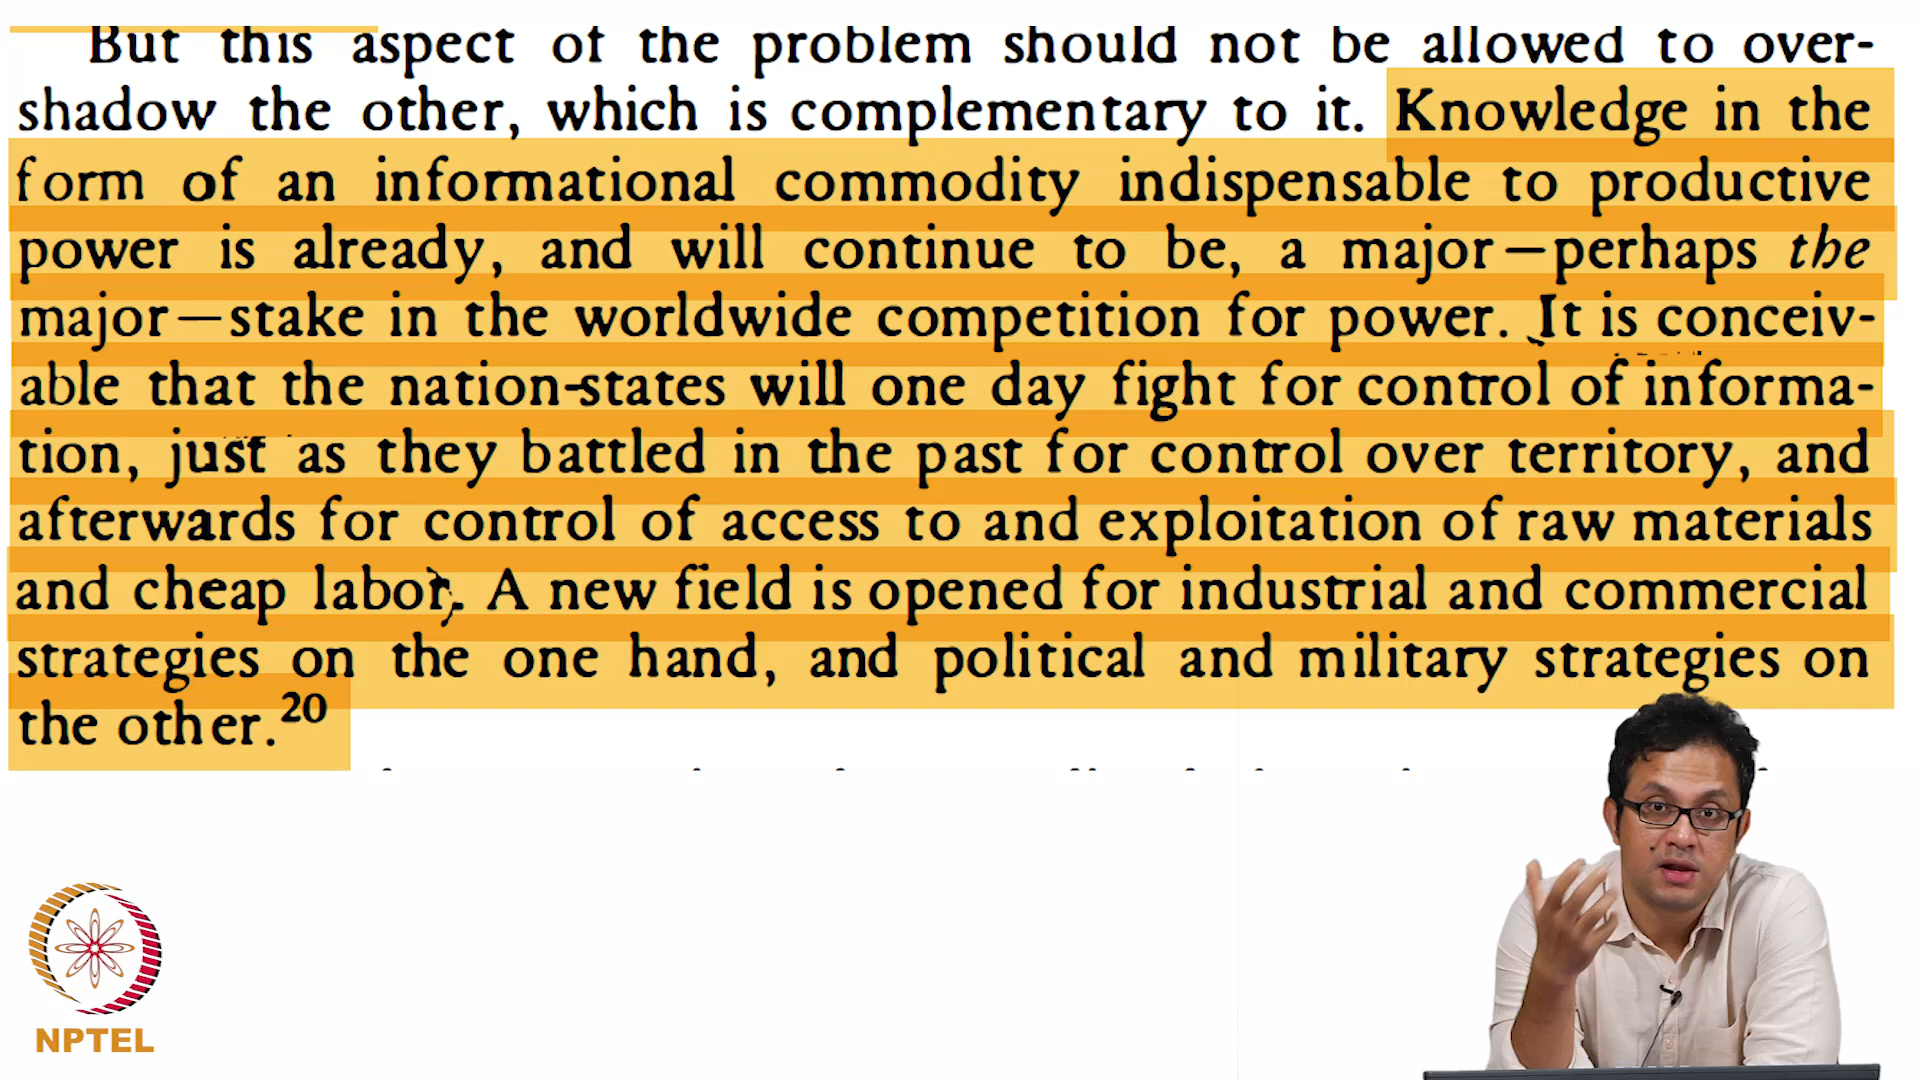 But this aspect of the problem should not be allowed to over-
shadow the other, which is complementary to it. Knowledge in the
form of an informational commodity indispensable to productive
power is already, and will continue to be, a major—perhaps the
major—stake in the worldwide competition for power. It is conceiv-
able that the nation-states will one day fight for control of informa-
tion, just as they battled in the past for control over territory, and
afterwards for control of access to and exploitation of raw materials
and cheap labor. A new field is opened for industrial and commercial
strategies on the one hand, and political and military strategies on
the other.20
NPTEL